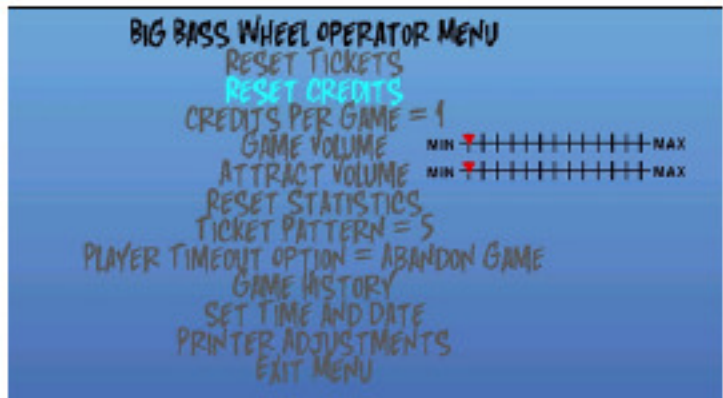 BIG BASS WHEEL OPERATOR MENU
RESET TICKETS
RESET CREDITS
CREDITS PER GAME = 1
GAME VOLUME MIN MAX
ATTRACT VOLUME MIN MAX
RESET STATISTICS
TICKET PATTERN = 5
PLAYER TIMEOUT OPTION = ABANDON GAME
GAME HISTORY
SET TIME AND DATE
PRINTER ADJUSTMENTS
EXIT MENU